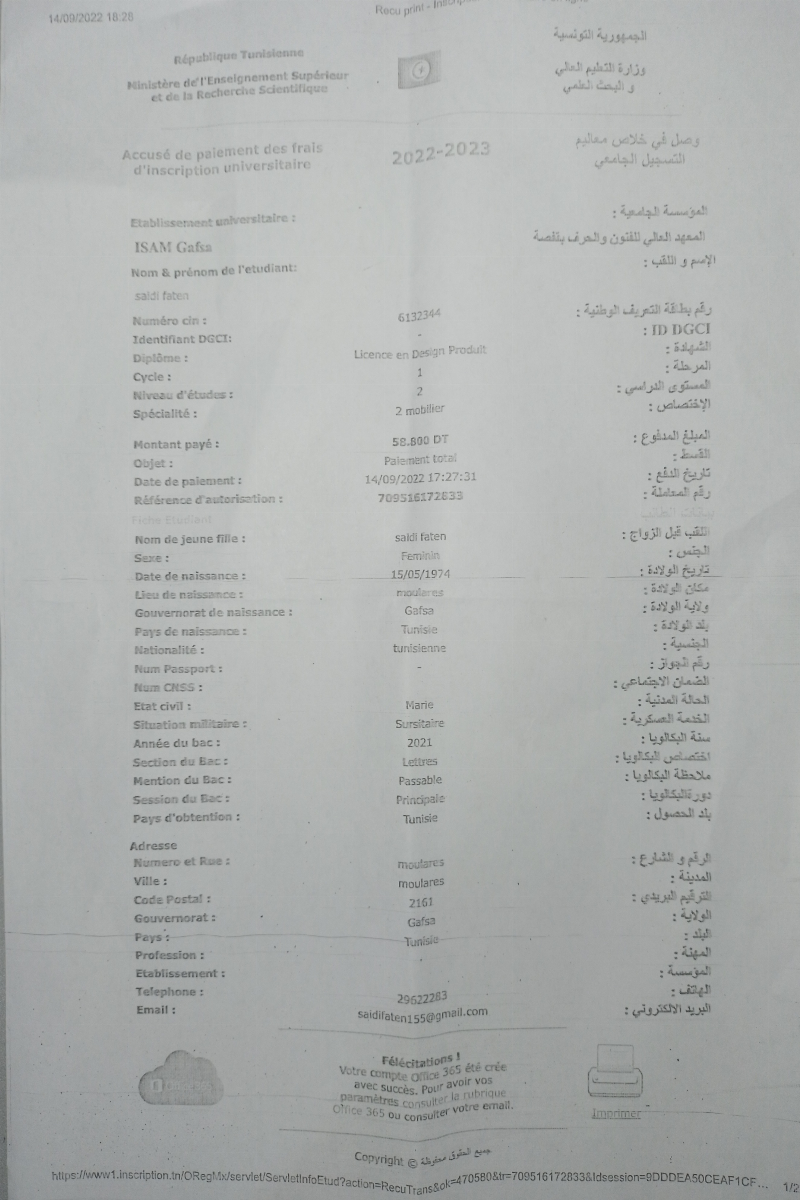 14/09/2022 18:28
Recu print -
République Tunisienne
الجمهورية التونسية
Ministère de l'Enseignement Supérieur
et de la Recherche Scientifique
وزارة التعليم العالي
و البحث العلمي
Accusé de paiement des frais
d'inscription universitaire
2022-2023
وصل في خلاص معاليم
التسجيل الجامعي
Etablissement universitaire :
المؤسسة الجامعية :
ISAM Gafsa
المعهد العالي للفنون والحرف بقفصة
Nom & prénom de l'etudiant:
الإسم و اللقب :
saidi faten
Numéro cin : 6132344 رقم بطاقة التعريف الوطنية :
Identifiant DGCI: - ID DGCI :
Diplôme : Licence en Design Produit الشهادة :
Cycle : 1 المرحلة :
Niveau d'études : 2 المستوى الدراسي :
Spécialité : 2 mobilier الإختصاص :
Montant payé : 58.800 DT المبلغ المدفوع :
Objet : Paiement total القسط :
Date de paiement : 14/09/2022 17:27:31 تاريخ الدفع :
Référence d'autorisation : 709516172833 رقم المعاملة :
Fiche Etudiant بيانات الطالب
Nom de jeune fille : saidi faten اللقب قبل الزواج :
Sexe : Feminin الجنس :
Date de naissance : 15/05/1974 تاريخ الولادة :
Lieu de naissance : moulares مكان الولادة :
Gouvernorat de naissance : Gafsa ولاية الولادة :
Pays de naissance : Tunisie بلد الولادة :
Nationalité : tunisienne الجنسية :
Num Passport : - رقم الجواز :
Num CNSS : الضمان الاجتماعي :
Etat civil : Marie الحالة المدنية :
Situation militaire : Sursitaire الخدمة العسكرية :
Année du bac : 2021 سنة البكالويا :
Section du Bac : Lettres اختصاص البكالويا :
Mention du Bac : Passable ملاحظة البكالويا :
Session du Bac : Principale دورةالبكالويا :
Pays d'obtention : Tunisie بلد الحصول :
Adresse
Numero et Rue : moulares الرقم و الشارع :
Ville : moulares المدينة :
Code Postal : 2161 الترقيم البريدي :
Gouvernorat : Gafsa الولاية :
Pays : Tunisie البلد :
Profession : - المهنة :
Etablissement : المؤسسة :
Telephone : 29622283 الهاتف :
Email : saidifaten155@gmail.com البريد الالكتروني :
Félécitations !
Votre compte Office 365 été crée
avec succès. Pour avoir vos
paramètres consulter la rubrique
Office 365 ou consulter votre email.
Imprimer
Copyright © جميع الحقوق محفوظة
https://www1.inscription.tn/ORegMx/servlet/ServletInfoEtud?action=RecuTrans&ok=470580&tr=709516172833&Idsession=9DDDEA50CEAF1CF... 1/2